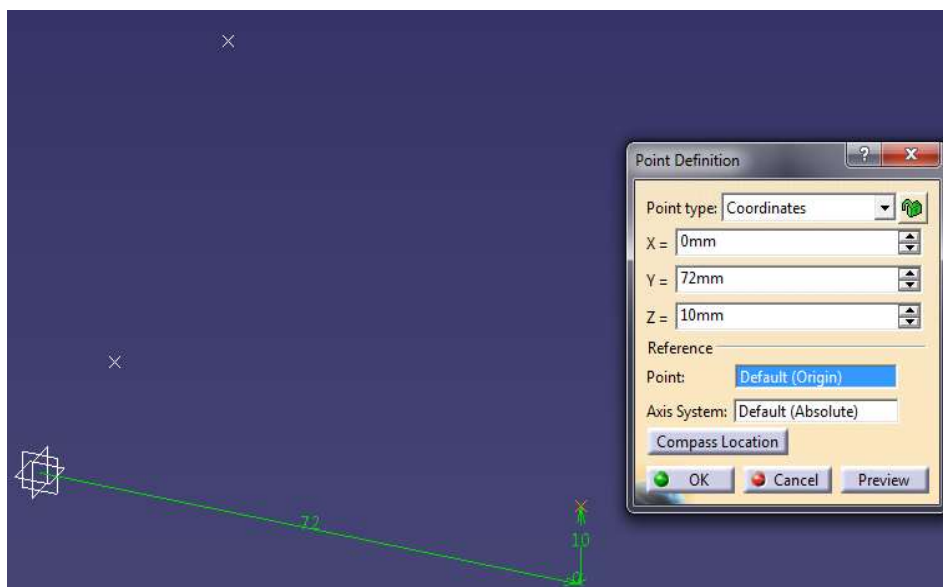 Point Definition
?
x
Point type: Coordinates
X = 0mm
Y = 72mm
Z = 10mm
Reference
Point: Default (Origin)
Axis System: Default (Absolute)
Compass Location
OK Cancel Preview
72
10
0